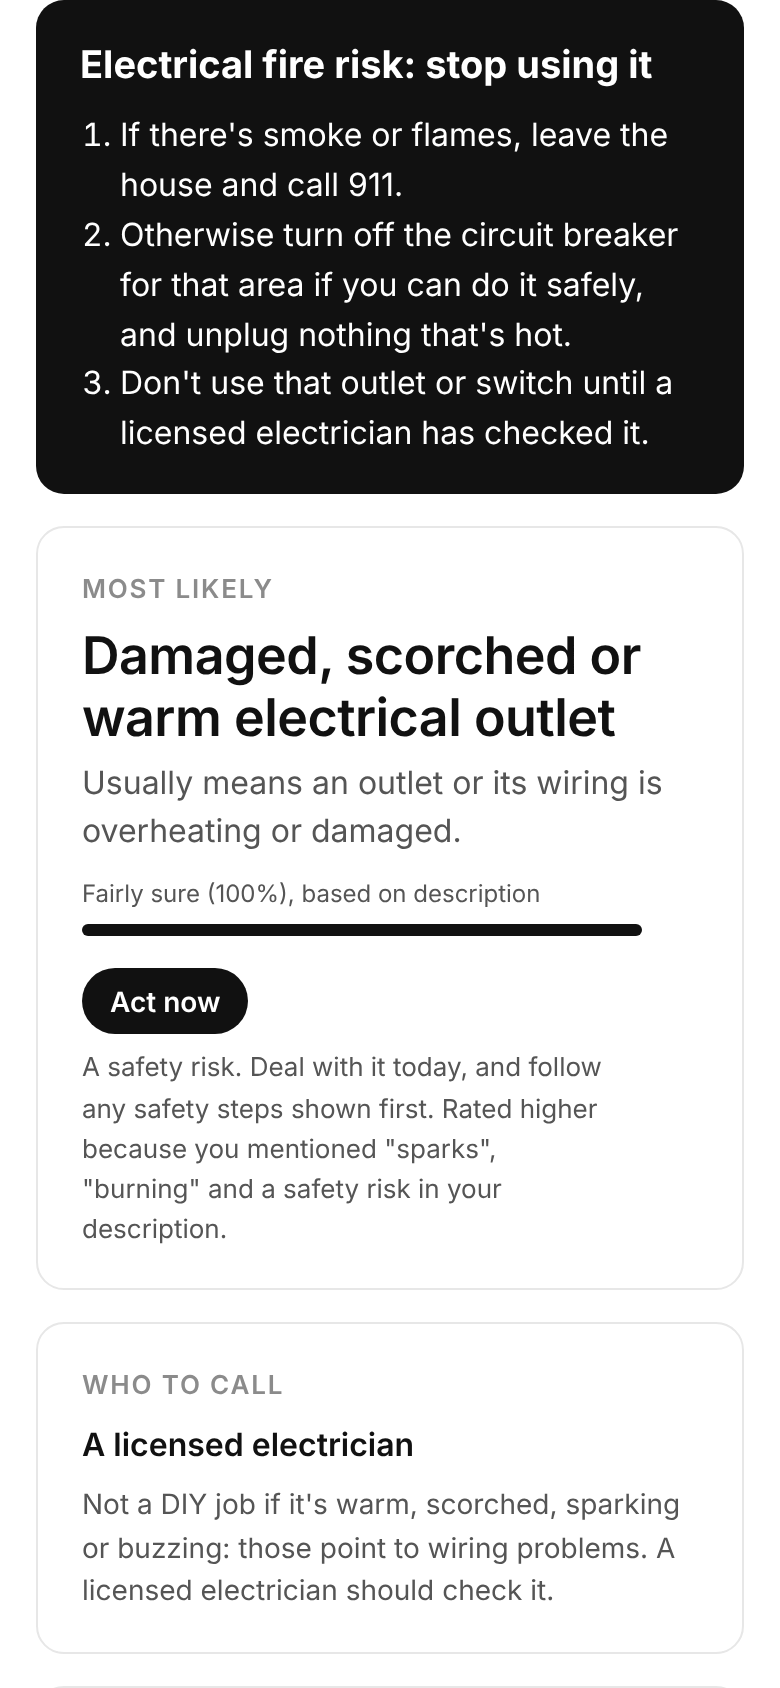 Electrical fire risk: stop using it
1. If there's smoke or flames, leave the
house and call 911.
2. Otherwise turn off the circuit breaker
for that area if you can do it safely,
and unplug nothing that's hot.
3. Don't use that outlet or switch until a
licensed electrician has checked it.
MOST LIKELY
Damaged, scorched or
warm electrical outlet
Usually means an outlet or its wiring is
overheating or damaged.
Fairly sure (100%), based on description
Act now
A safety risk. Deal with it today, and follow
any safety steps shown first. Rated higher
because you mentioned "sparks",
"burning" and a safety risk in your
description.
WHO TO CALL
A licensed electrician
Not a DIY job if it's warm, scorched, sparking
or buzzing: those point to wiring problems. A
licensed electrician should check it.